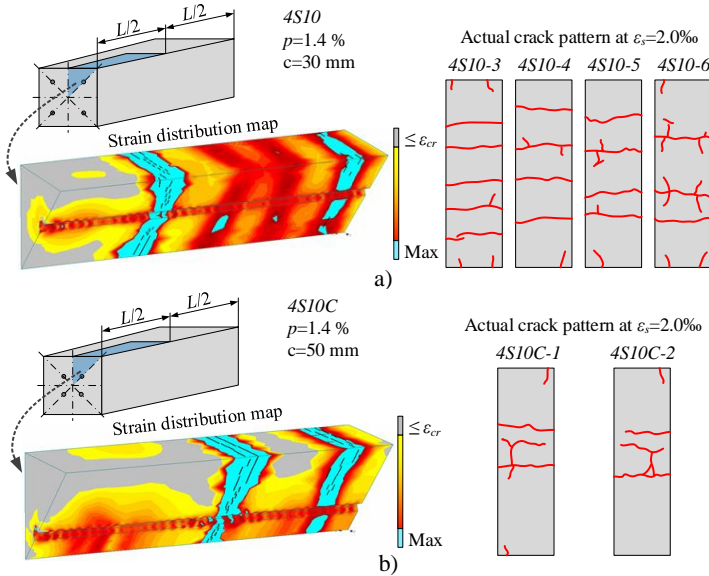 L/2
L/2
4S10
p=1.4 %
c=30 mm
Strain distribution map
≤ εcr
Max
Actual crack pattern at εs=2.0‰
4S10-3 4S10-4 4S10-5 4S10-6
a)
L/2
L/2
4S10C
p=1.4 %
c=50 mm
Strain distribution map
≤ εcr
Max
Actual crack pattern at εs=2.0‰
4S10C-1 4S10C-2
b)